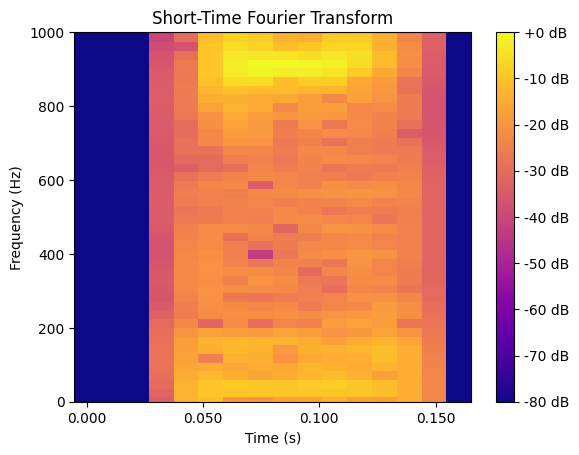 Short-Time Fourier Transform
1000
800
600
400
200
0
Frequency (Hz)
0.000
0.050
0.100
0.150
Time (s)
+0 dB
-10 dB
-20 dB
-30 dB
-40 dB
-50 dB
-60 dB
-70 dB
-80 dB